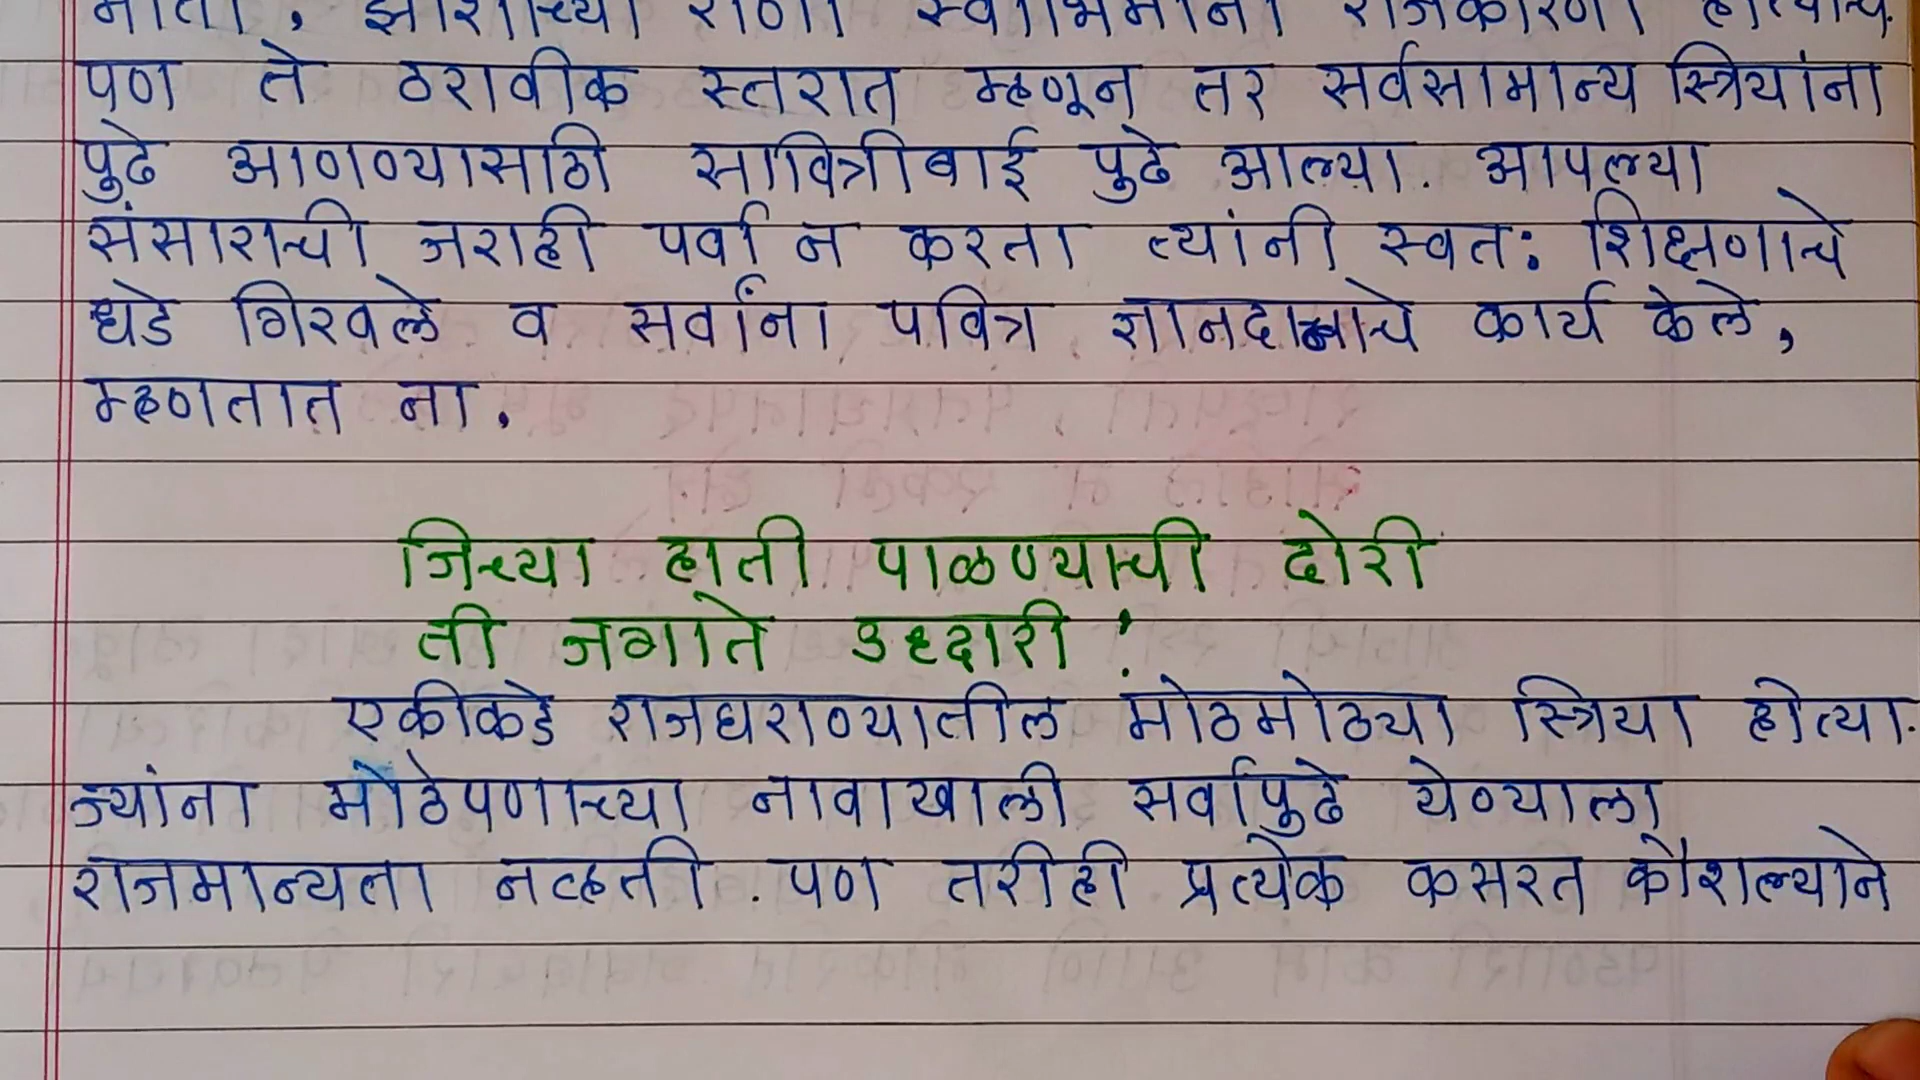 झाशीच्या राणी स्वाभिमानी राजकारणी होत्याच.
पण ते ठरावीक स्तरात म्हणून तर सर्वसामान्य स्त्रियांना
पुढे आणण्यासाठी सावित्रीबाई पुढे आल्या. आपल्या
संसाराची जराही पर्वा न करता त्यांनी स्वतः शिक्षणाचे
धडे गिरवले व सर्वांना पवित्र ज्ञानदानाचे कार्य केले,
म्हणतात ना.
जिच्या हाती पाळण्याची दोरी
ती जगाते उद्दारी !
एकीकडे राजघराण्यातील मोठमोठ्या स्त्रिया होत्या.
ज्यांना मोठेपणाच्या नावाखाली सर्वांपुढे येण्याला
राजमान्यता नव्हती. पण तरीही प्रत्येक कसरत कौशल्याने